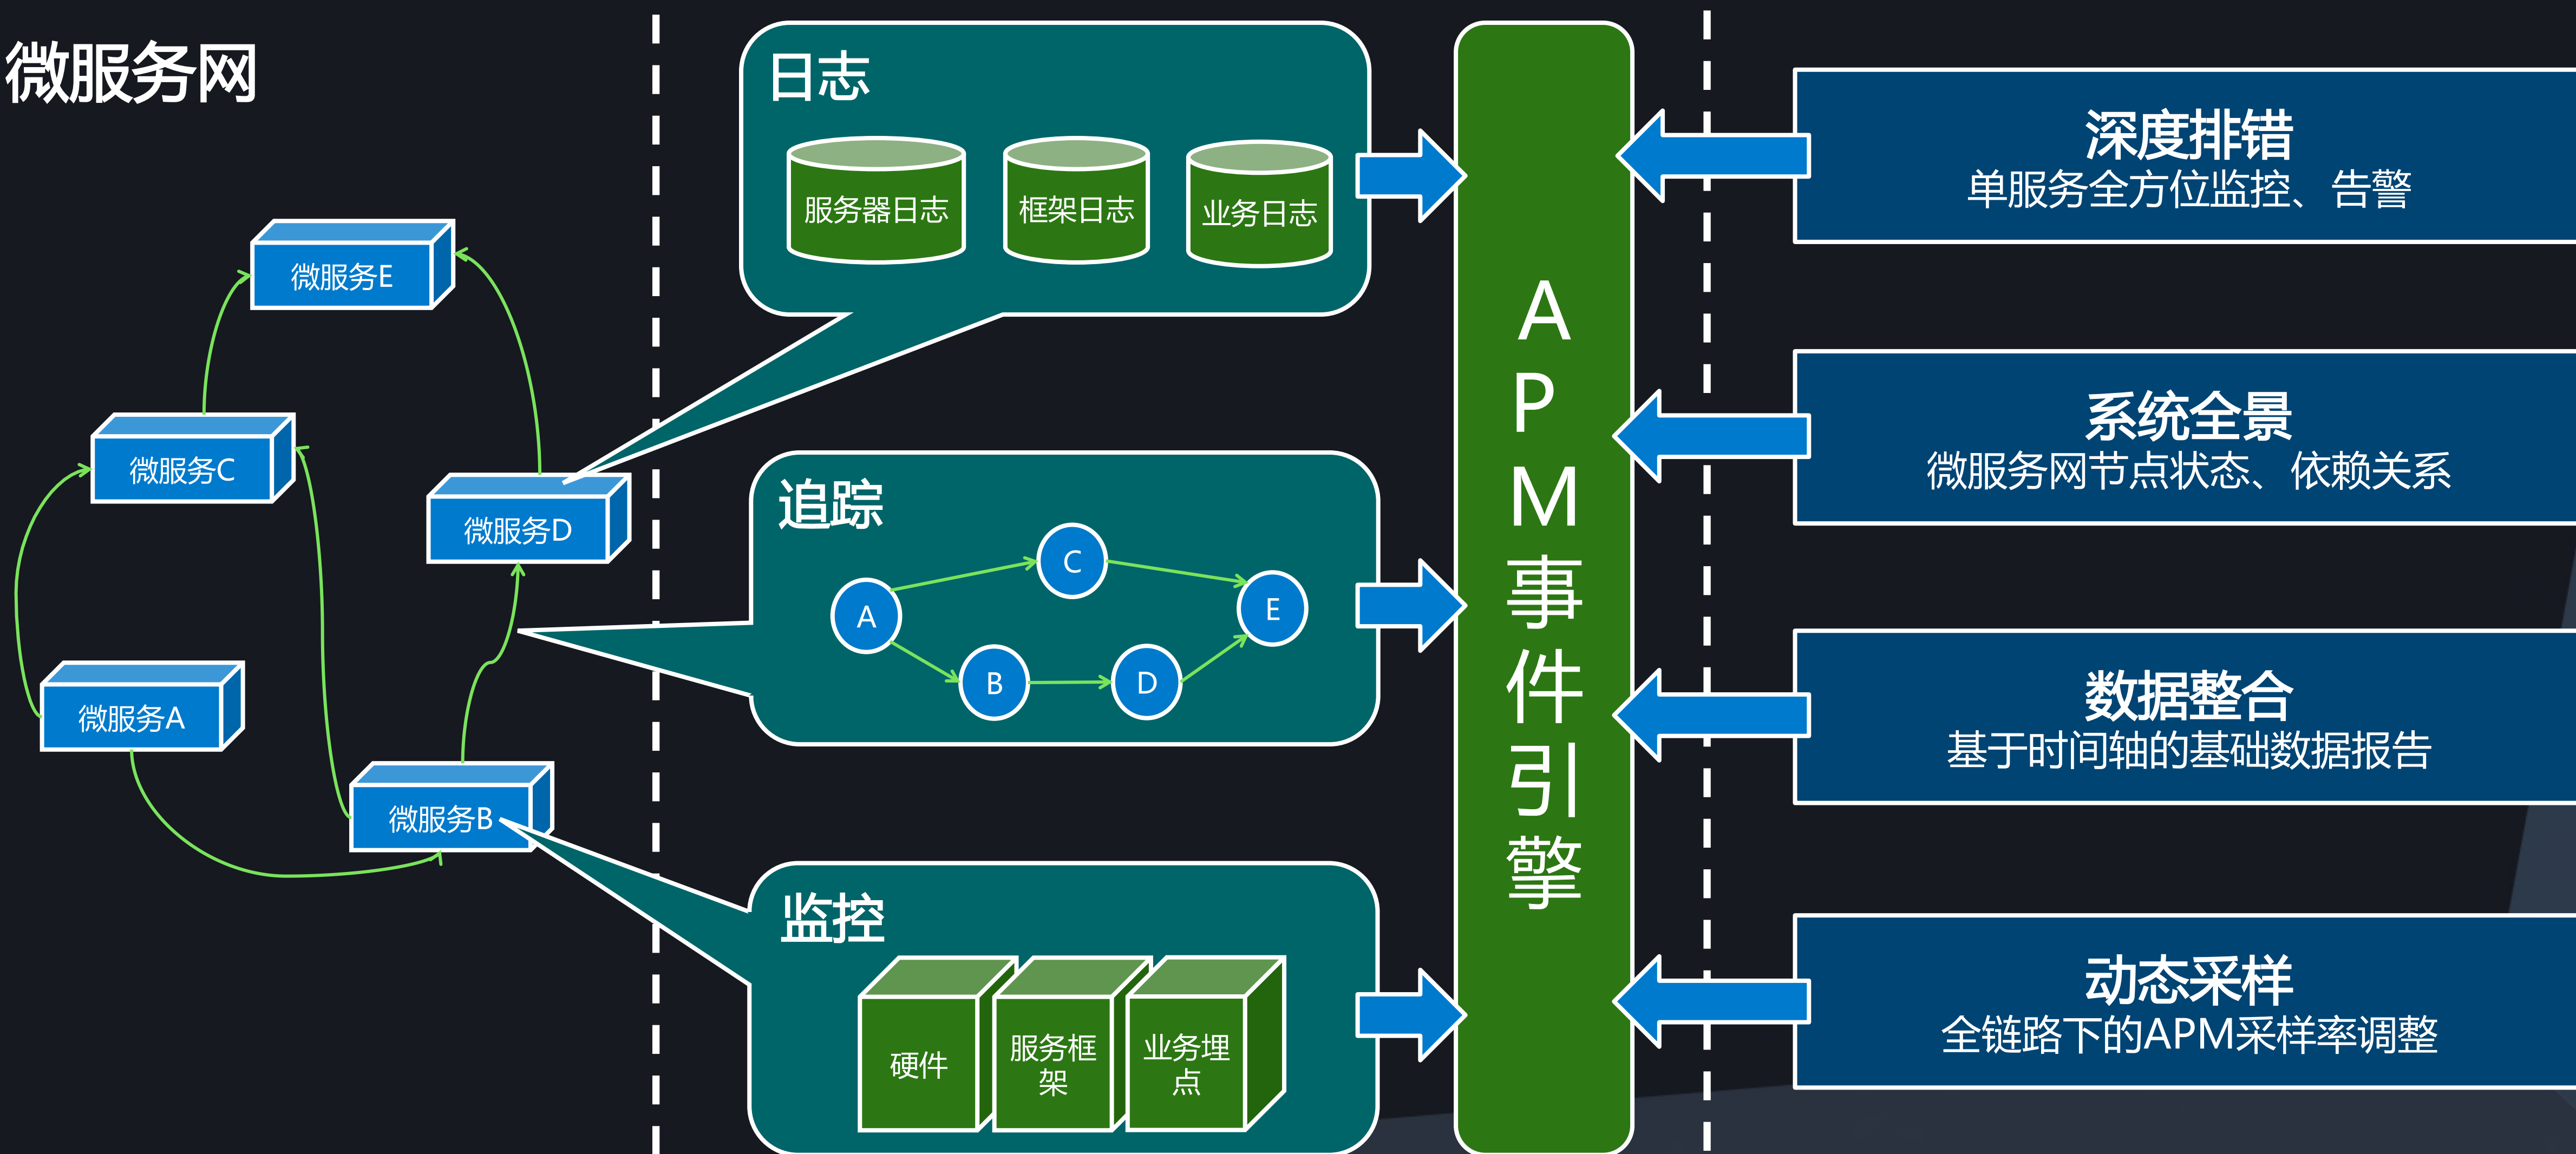 微服务网
微服务E
微服务C
微服务D
微服务A
微服务B
日志
服务器日志
框架日志
业务日志
追踪
A
C
E
B
D
监控
硬件
服务框
架
业务埋
点
A
P
M
事
件
引
擎
深度排错
单服务全方位监控、告警
系统全景
微服务网节点状态、依赖关系
数据整合
基于时间轴的基础数据报告
动态采样
全链路下的APM采样率调整